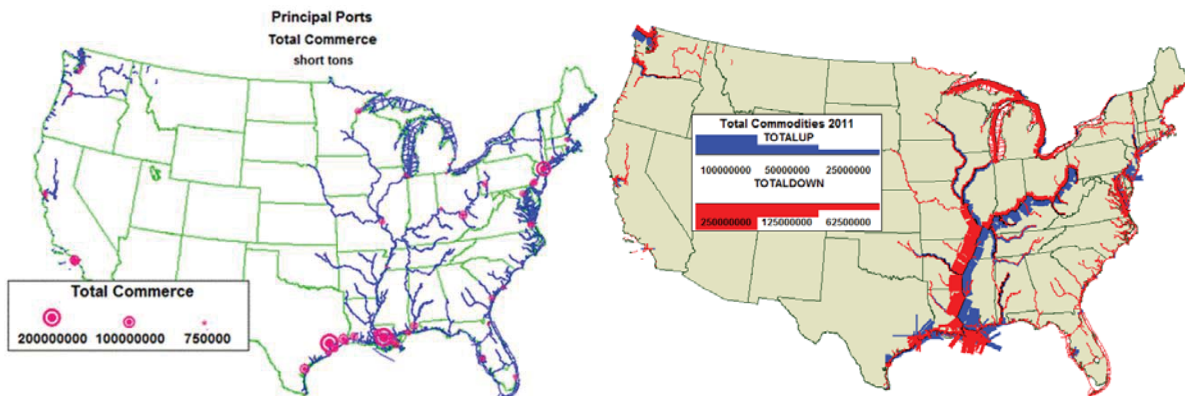 Principal Ports
Total Commerce
short tons
Total Commerce
200000000 100000000 750000
Total Commodities 2011
TOTALUP
100000000 50000000 25000000
TOTALDOWN
250000000 125000000 62500000